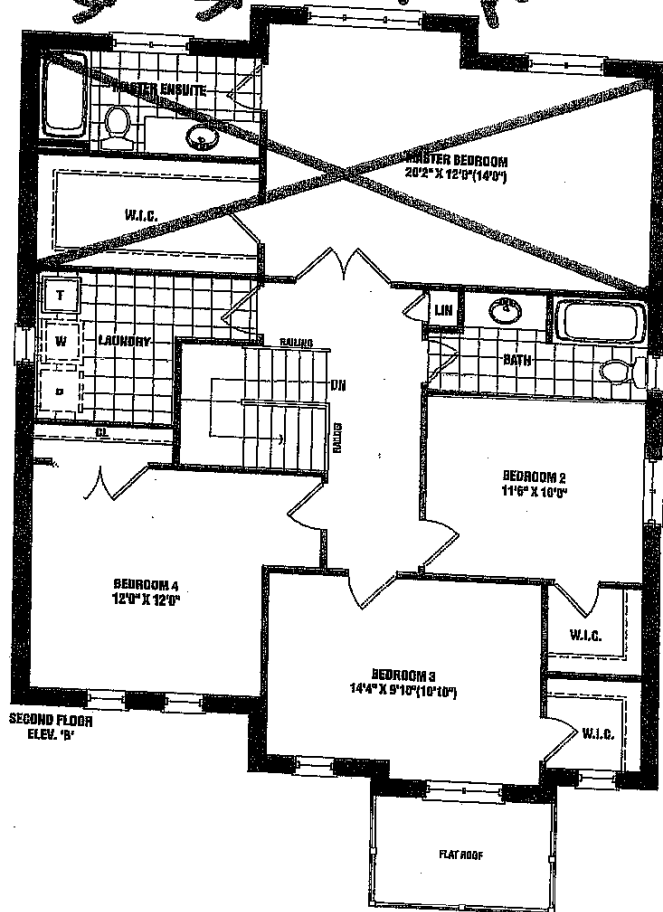 MASTER ENSUITE
MASTER BEDROOM
20'2" X 12'0"(14'0")
W.I.C.
T
W
D
LAUNDRY
RAILING
DN
RAILING
LIN
BATH
CL
BEDROOM 2
11'6" X 10'0"
BEDROOM 4
12'0" X 12'0"
W.I.C.
BEDROOM 3
14'4" X 9'10"(10'10")
W.I.C.
SECOND FLOOR
ELEV. 'B'
FLAT ROOF